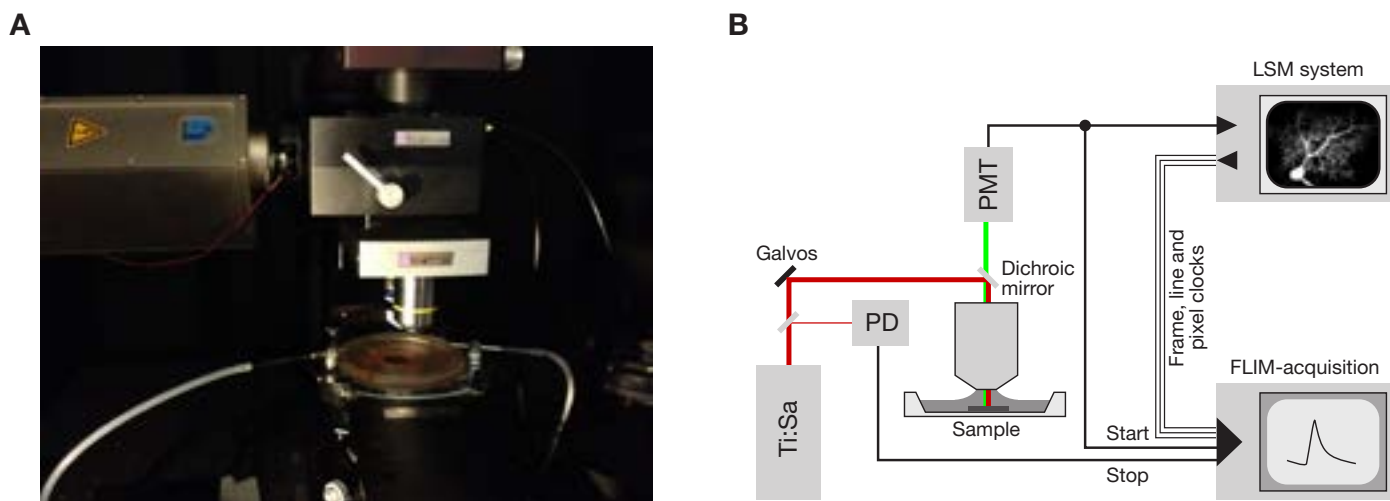 A
B
LSM system
PMT
Galvos
Dichroic
mirror
PD
Frame, line and
pixel clocks
FLIM-acquisition
Ti:Sa
Sample
Start
Stop